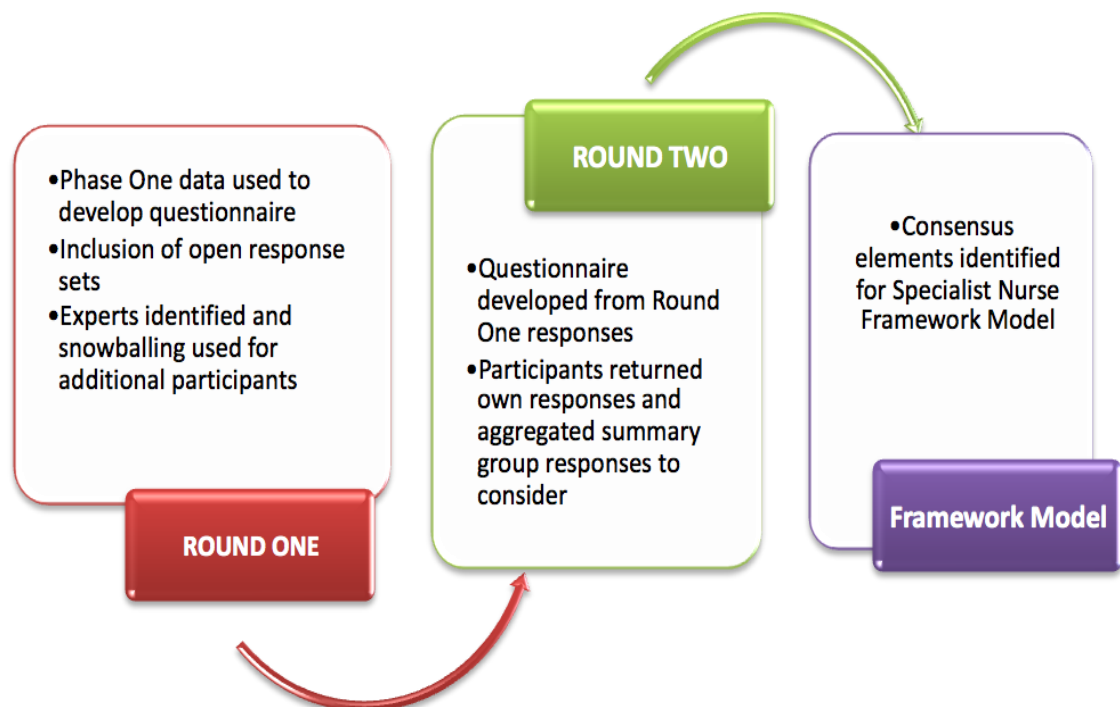 •Phase One data used to
develop questionnaire
•Inclusion of open response
sets
•Experts identified and
snowballing used for
additional participants
ROUND ONE
ROUND TWO
•Questionnaire
developed from Round
One responses
•Participants returned
own responses and
aggregated summary
group responses to
consider
•Consensus
elements identified
for Specialist Nurse
Framework Model
Framework Model